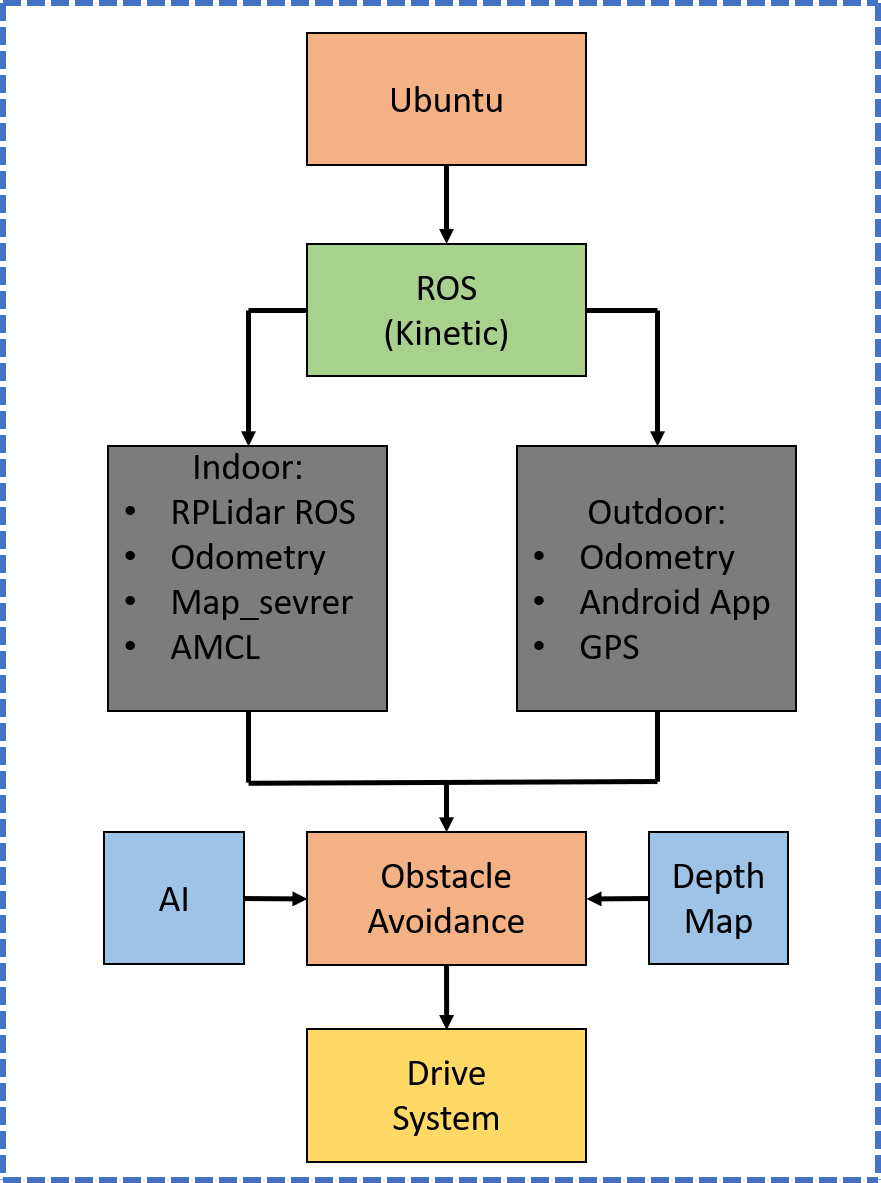 Ubuntu
ROS
(Kinetic)
Indoor:
• RPLidar ROS
• Odometry
• Map_sevrer
• AMCL
Outdoor:
• Odometry
• Android App
• GPS
AI
Obstacle
Avoidance
Depth
Map
Drive
System